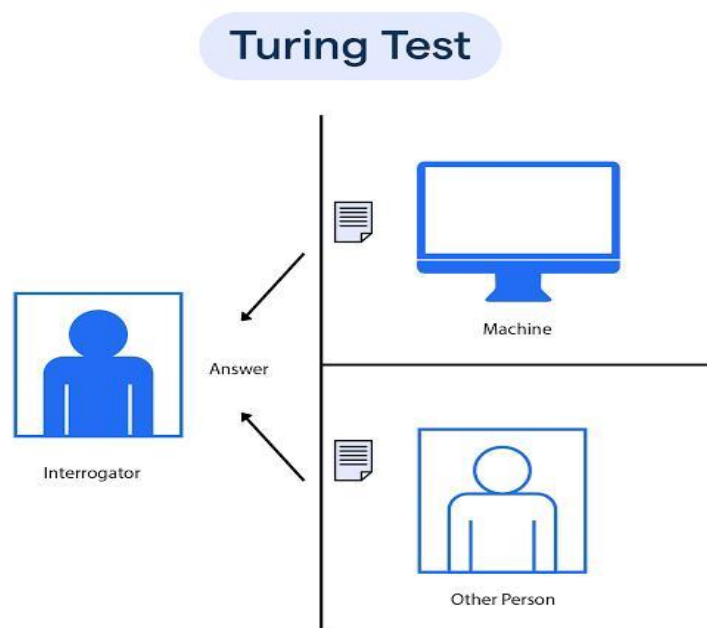 Turing Test
Machine
Answer
Interrogator
Other Person